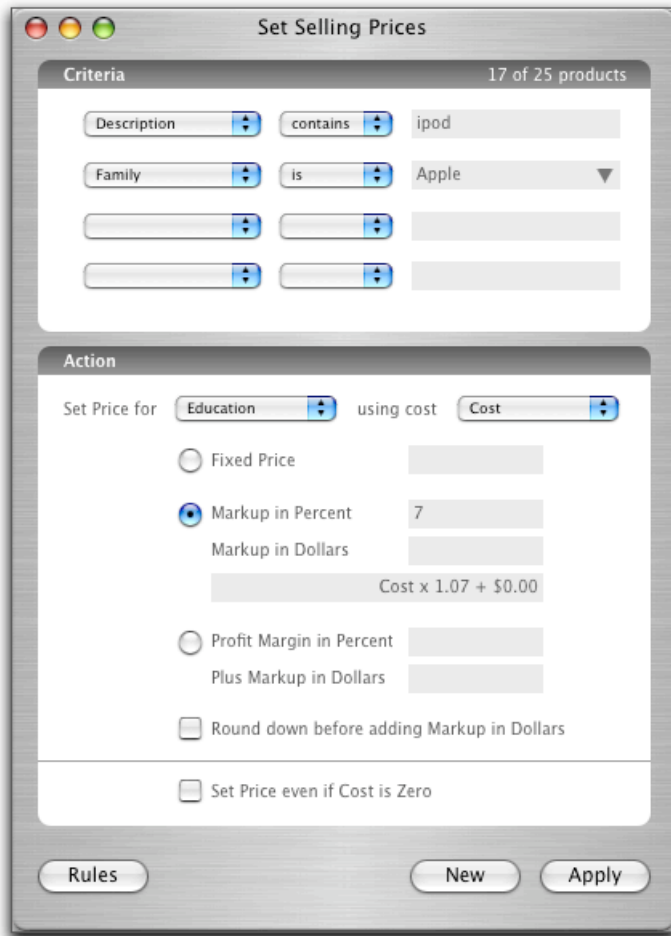 Set Selling Prices
Criteria 17 of 25 products
Description contains ipod
Family is Apple
Action
Set Price for Education using cost Cost
Fixed Price
Markup in Percent 7
Markup in Dollars
Cost x 1.07 + $0.00
Profit Margin in Percent
Plus Markup in Dollars
Round down before adding Markup in Dollars
Set Price even if Cost is Zero
Rules New Apply